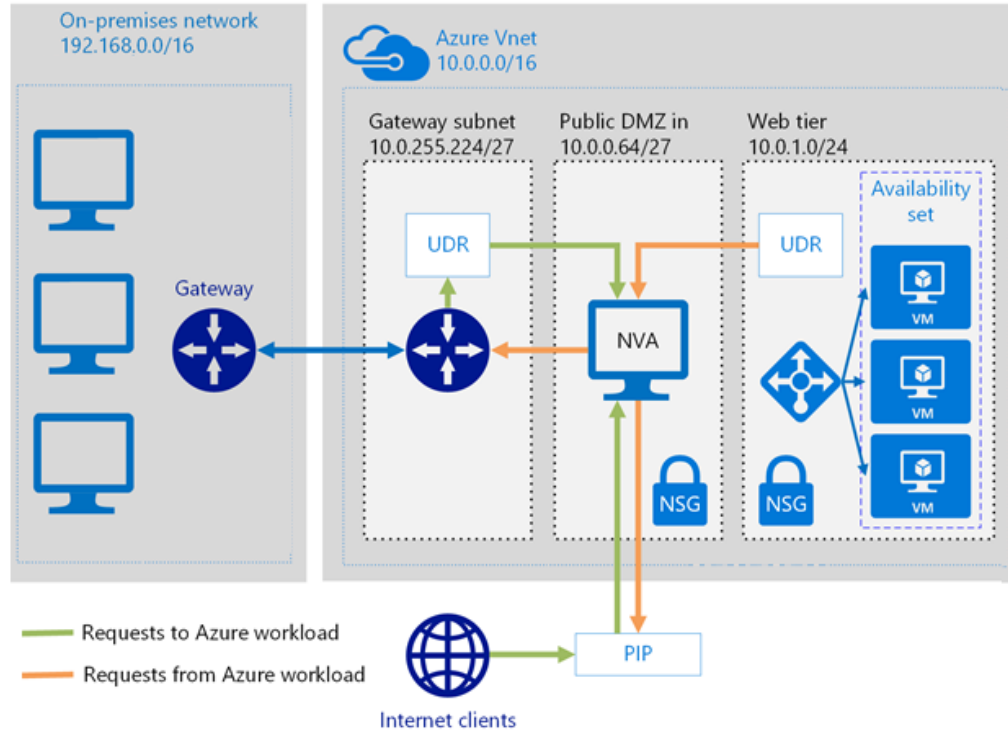 On-premises network
192.168.0.0/16
Gateway
Azure Vnet
10.0.0.0/16
Gateway subnet
10.0.255.224/27
UDR
Public DMZ in
10.0.0.64/27
NVA
NSG
Web tier
10.0.1.0/24
UDR
NSG
Availability
set
VM
VM
VM
Requests to Azure workload
Requests from Azure workload
Internet clients
PIP